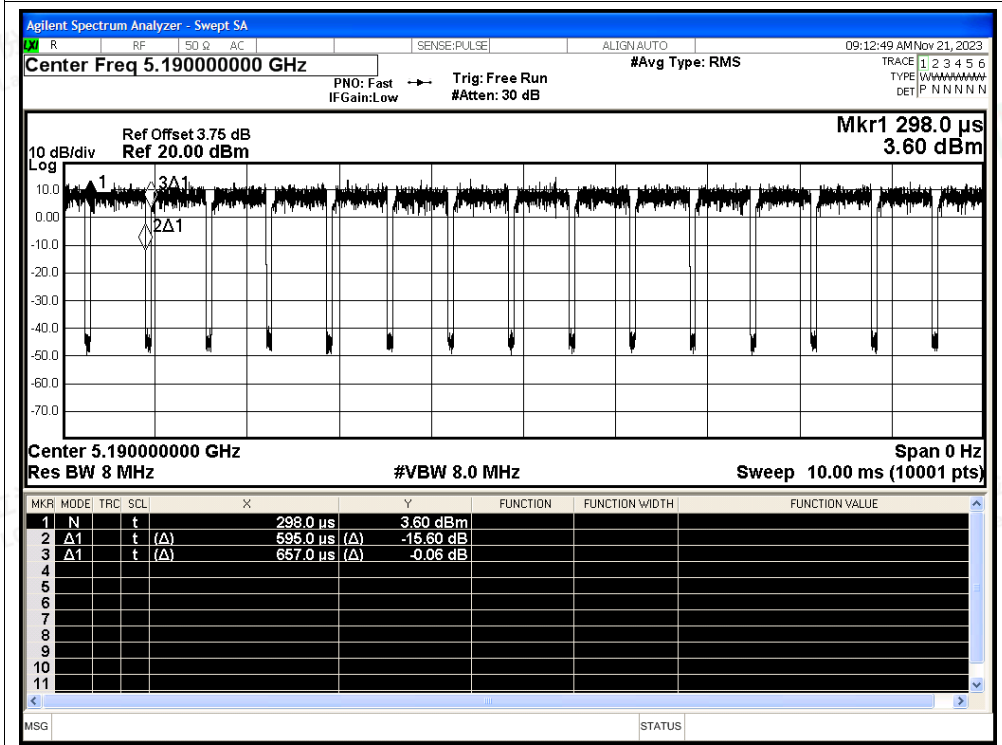 Agilent Spectrum Analyzer - Swept SA
LXI R RF 50 Ω AC SENSE:PULSE ALIGN AUTO 09:12:49 AM Nov 21, 2023
Center Freq 5.190000000 GHz #Avg Type: RMS TRACE 1 2 3 4 5 6
PNO: Fast Trig: Free Run TYPE W
IFGain:Low #Atten: 30 dB DET P N N N N N
Mkr1 298.0 µs
Ref Offset 3.75 dB
10 dB/div Ref 20.00 dBm 3.60 dBm
Log
10.0 1 3Δ1
0.00 2Δ1
-10.0
-20.0
-30.0
-40.0
-50.0
-60.0
-70.0
Center 5.190000000 GHz Span 0 Hz
Res BW 8 MHz #VBW 8.0 MHz Sweep 10.00 ms (10001 pts)
MKR MODE TRC SCL X Y FUNCTION FUNCTION WIDTH FUNCTION VALUE
1 N t 298.0 µs 3.60 dBm
2 Δ1 t (Δ) 595.0 µs (Δ) -15.60 dB
3 Δ1 t (Δ) 657.0 µs (Δ) -0.06 dB
4
5
6
7
8
9
10
11
MSG STATUS